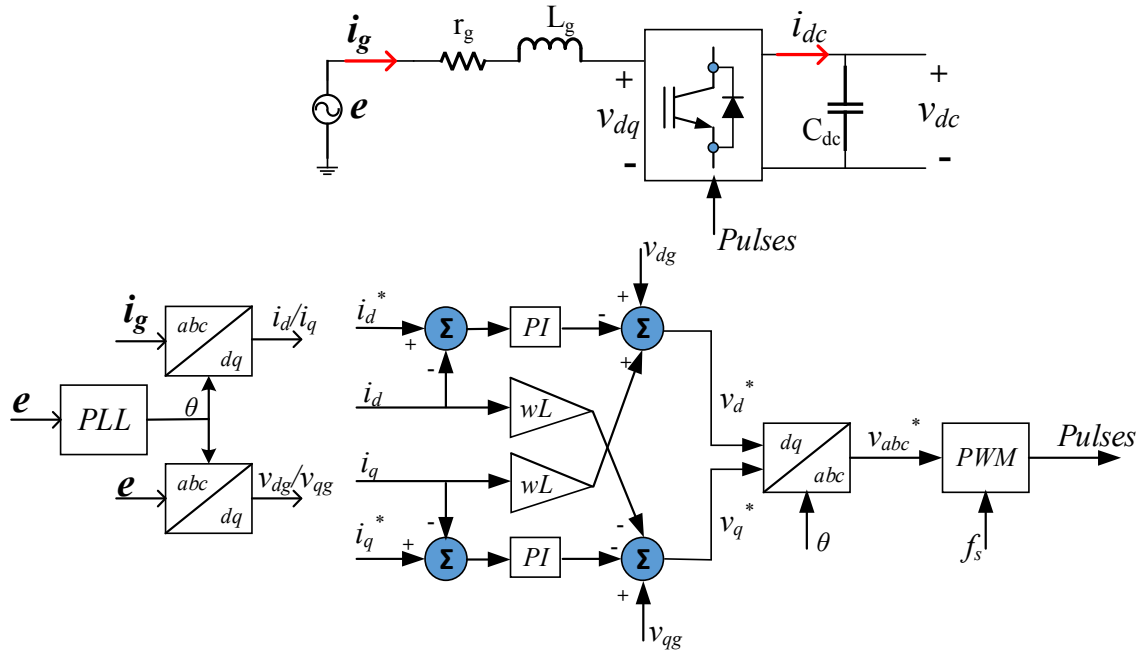 i_g
r_g
L_g
i_dc
e
+
v_dq
-
C_dc
+
v_dc
-
Pulses
i_g
abc
dq
i_d/i_q
e
PLL
θ
e
abc
dq
v_dg/v_qg
v_dg
i_d*
+
-
Σ
PI
-
+
+
Σ
i_d
wL
v_d*
i_q
wL
i_q*
+
-
Σ
PI
-
-
+
Σ
v_q*
v_qg
dq
abc
θ
v_abc*
PWM
f_s
Pulses